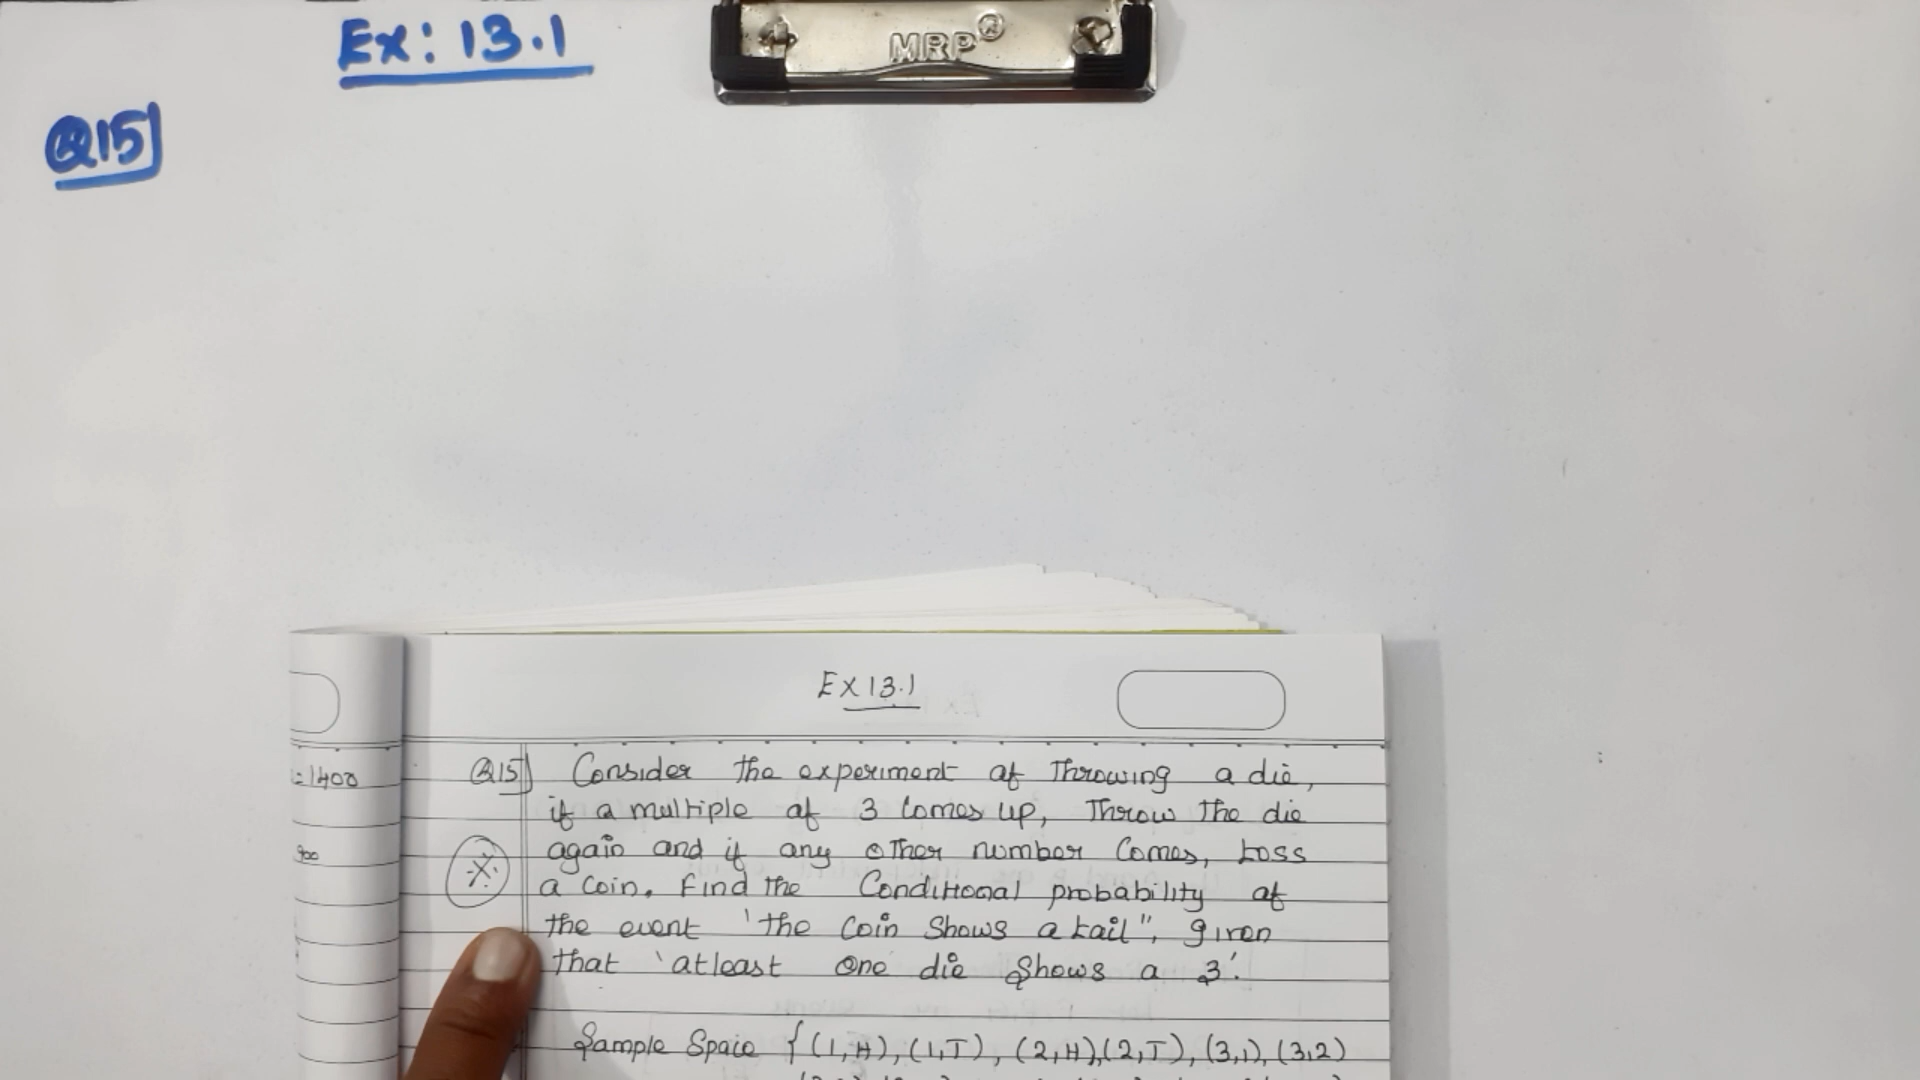 Ex: 13.1
MRP®
Q15]
Ex 13.1
=1400
900
Q15] Consider the experiment of Throwing a die,
if a multiple of 3 comes up, Throw the die
again and if any other number Comes, toss
a coin. Find the Conditional probability of
the event 'the Coin Shows a tail", given
that 'atleast One die Shows a 3'.
Sample Space {(1,H),(1,T), (2,H),(2,T), (3,1), (3,2)